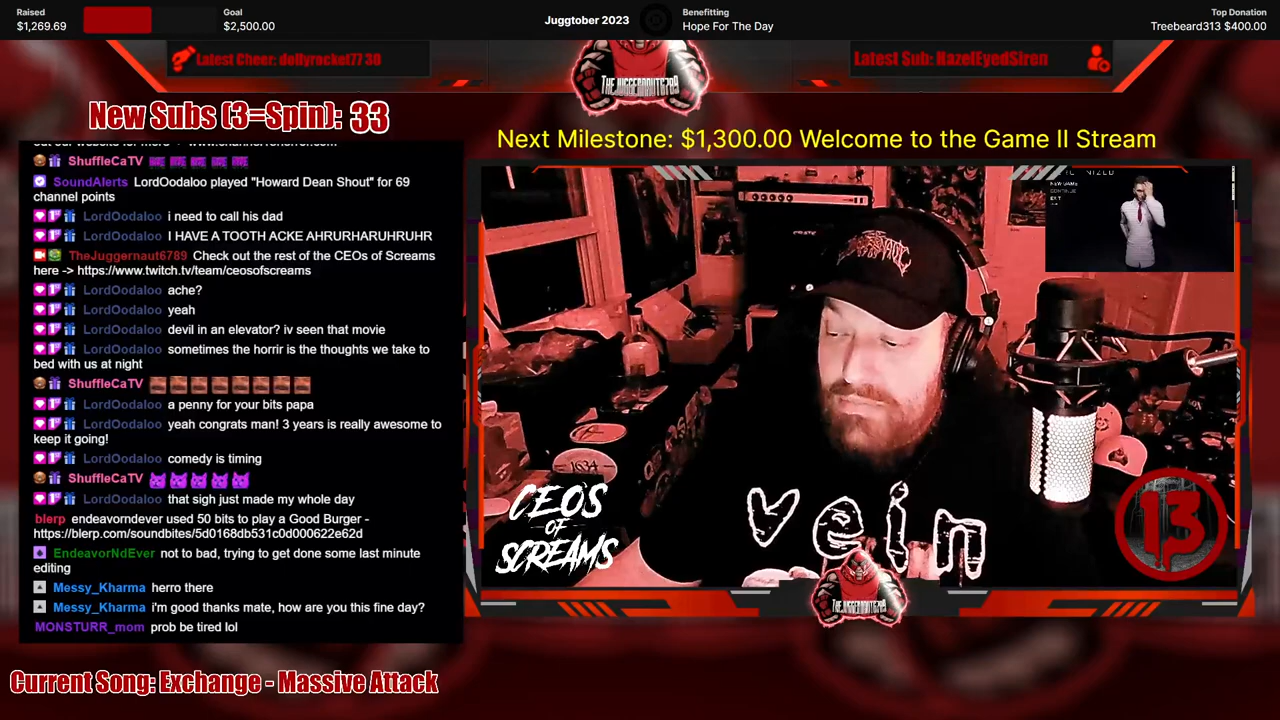 Raised
$1,269.69
Goal
$2,500.00
Juggtober 2023
Benefitting
Hope For The Day
Top Donation
Treebeard313 $400.00
Latest Cheer: dollyrocker77 30
THEJUGGERNAUT6789
Latest Sub: HazelEyedSiren
New Subs (3=Spin): 33
Next Milestone: $1,300.00 Welcome to the Game II Stream
ShuffleCaTV
SoundAlerts LordOodaloo played "Howard Dean Shout" for 69
channel points
LordOodaloo i need to call his dad
LordOodaloo I HAVE A TOOTH ACKE AHRURHARUHRUHR
TheJuggernaut6789 Check out the rest of the CEOs of Screams
here -> https://www.twitch.tv/team/ceosofscreams
LordOodaloo ache?
LordOodaloo yeah
LordOodaloo devil in an elevator? iv seen that movie
LordOodaloo sometimes the horrir is the thoughts we take to
bed with us at night
ShuffleCaTV
LordOodaloo a penny for your bits papa
LordOodaloo yeah congrats man! 3 years is really awesome to
keep it going!
LordOodaloo comedy is timing
ShuffleCaTV
LordOodaloo that sigh just made my whole day
blerp endeavorndever used 50 bits to play a Good Burger -
https://blerp.com/soundbites/5d0168db531c0d000622e62d
EndeavorNdEver not to bad, trying to get done some last minute
editing
Messy_Kharma herro there
Messy_Kharma i'm good thanks mate, how are you this fine day?
MONSTURR_mom prob be tired lol
NEW GAME
CONTINUE
EXIT
1634
vein
CEO'S
OF
SCREAMS
13
THEJUGGERNAUT6789
Current Song: Exchange - Massive Attack